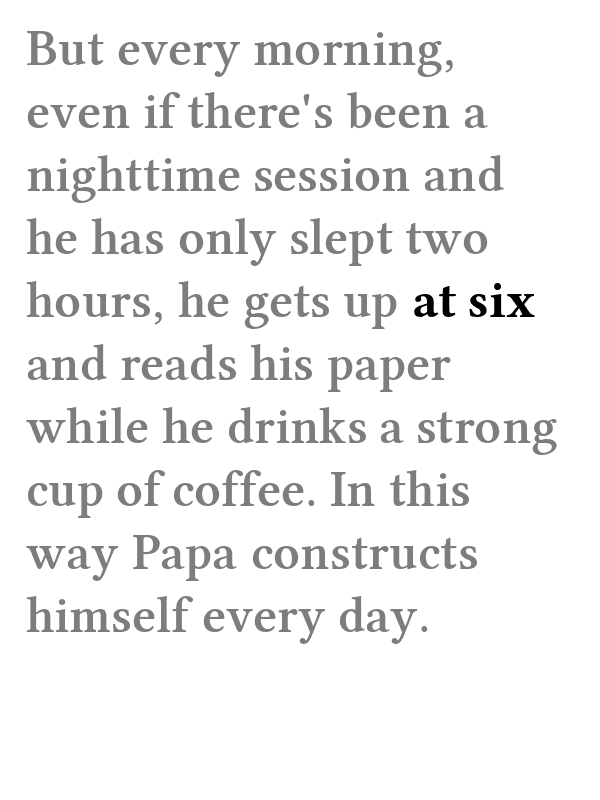 But every morning,
even if there's been a
nighttime session and
he has only slept two
hours, he gets up at six
and reads his paper
while he drinks a strong
cup of coffee. In this
way Papa constructs
himself every day.